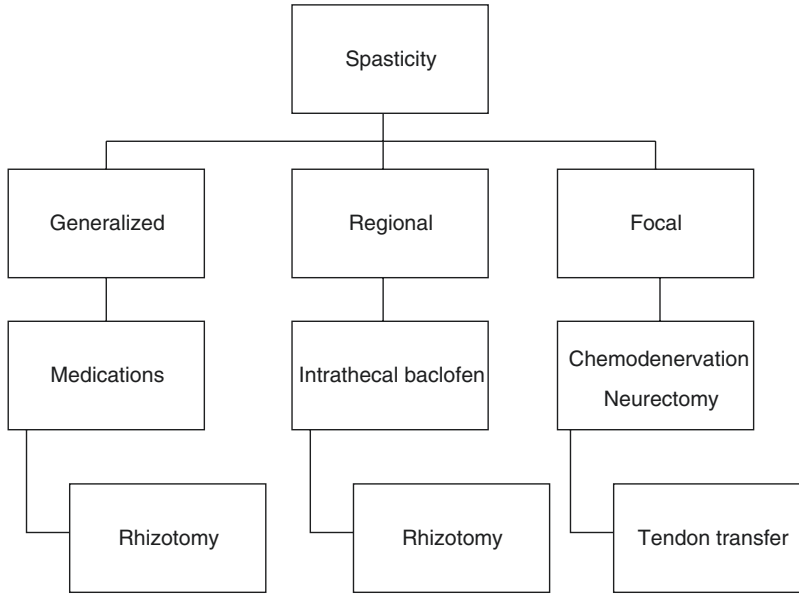 Spasticity
Generalized
Regional
Focal
Medications
Intrathecal baclofen
Chemodenervation
Neurectomy
Rhizotomy
Rhizotomy
Tendon transfer